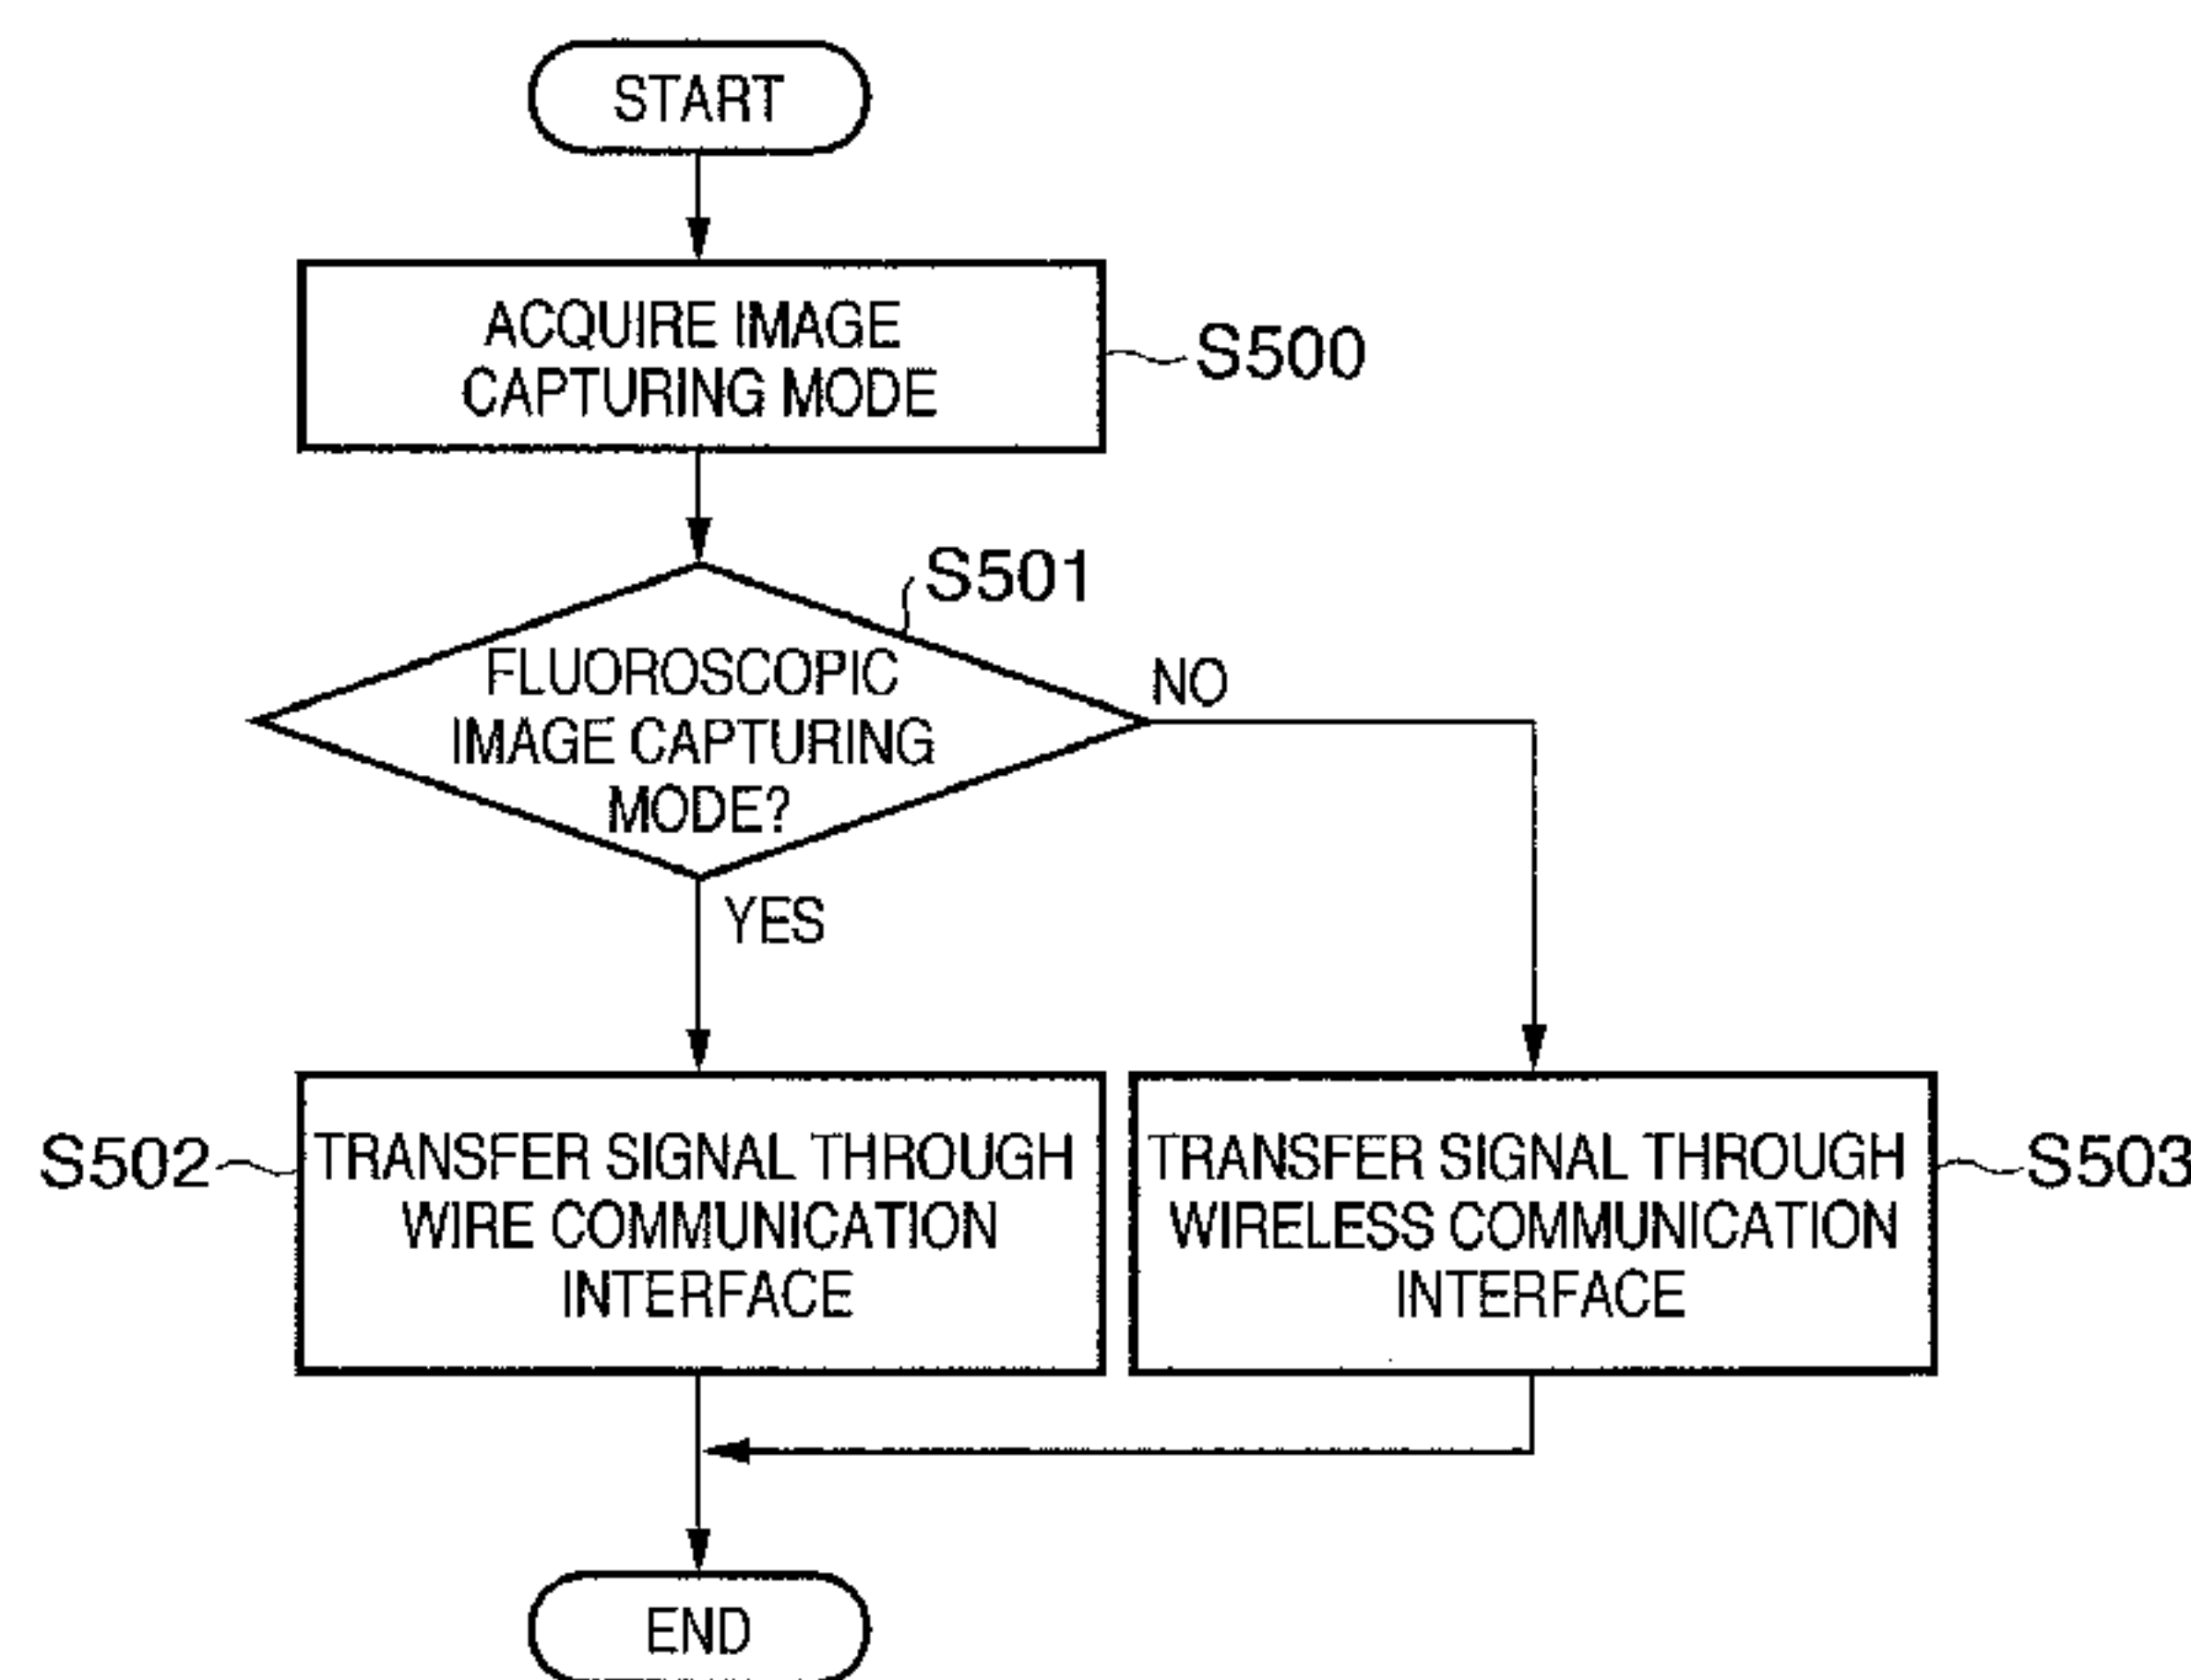 START
ACQUIRE IMAGE
CAPTURING MODE
S500
S501
FLUOROSCOPIC
IMAGE CAPTURING
MODE?
NO
YES
S502
TRANSFER SIGNAL THROUGH
WIRE COMMUNICATION
INTERFACE
TRANSFER SIGNAL THROUGH
WIRELESS COMMUNICATION
INTERFACE
S503
END